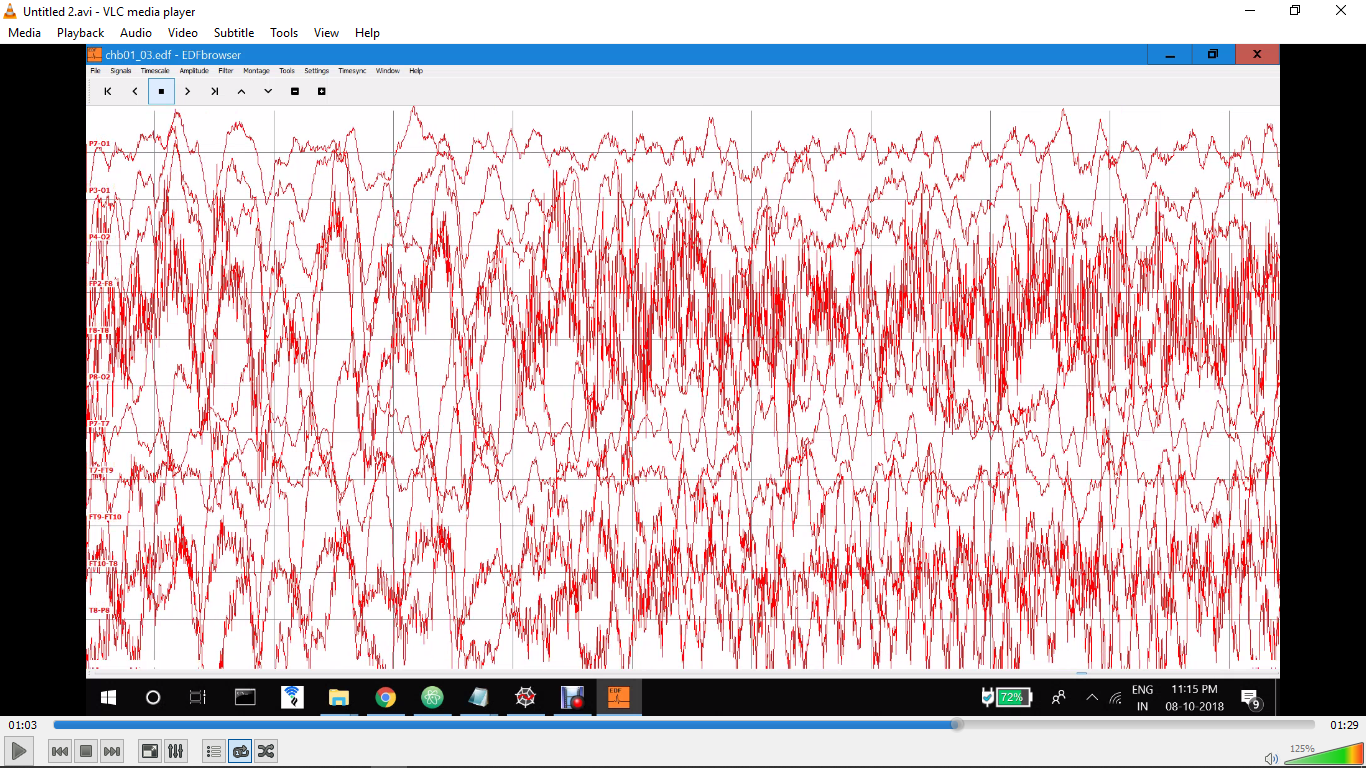 Untitled 2.avi - VLC media player
Media Playback Audio Video Subtitle Tools View Help
chb01_03.edf - EDFbrowser
File Signals Timescale Amplitude Filter Montage Tools Settings Timesync Window Help
P7-O1
P3-O1
P4-O2
FP2-F8
F8-T8
P8-O2
P7-T7
T7-FT9
FT9-FT10
FT10-T8
T8-P8
EDF
72%
ENG
IN
11:15 PM
08-10-2018
9
01:03
01:29
125%